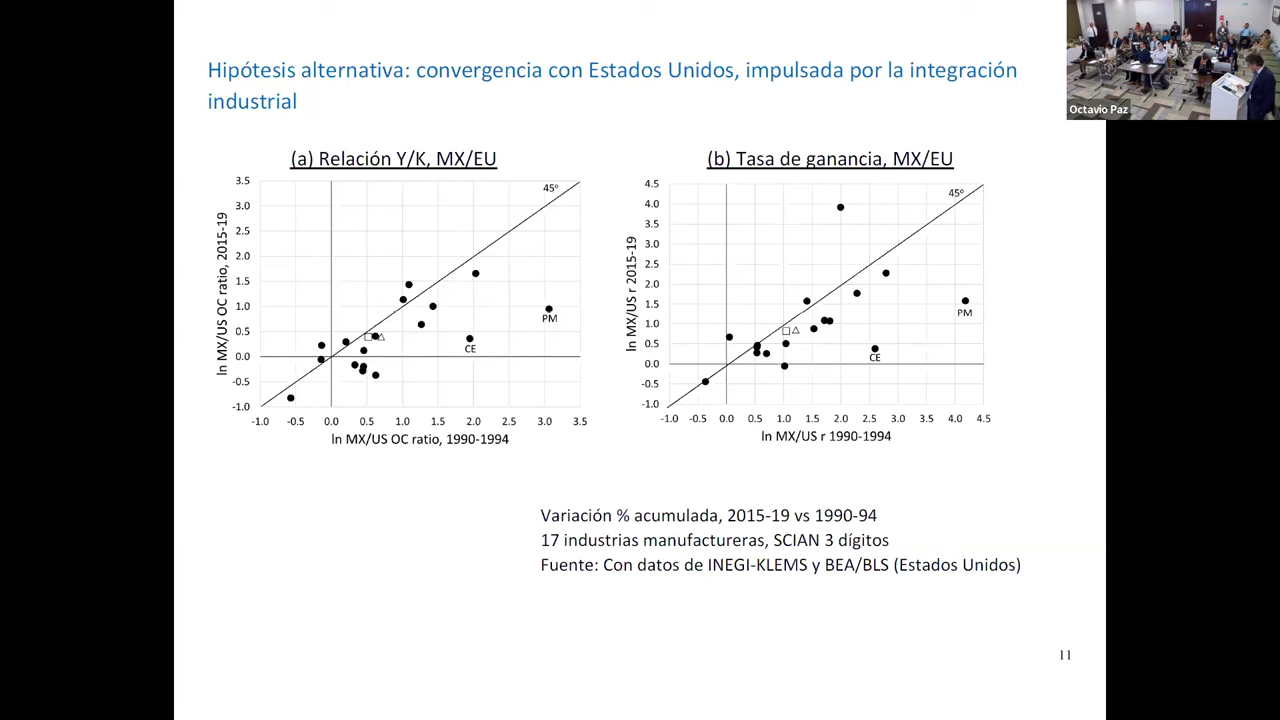 Hipótesis alternativa: convergencia con Estados Unidos, impulsada por la integración
industrial
Octavio Paz
(a) Relación Y/K, MX/EU
3.5
3.0
2.5
2.0
1.5
1.0
0.5
0.0
-0.5
-1.0
ln MX/US OC ratio, 2015-19
45º
PM
CE
-1.0 -0.5 0.0 0.5 1.0 1.5 2.0 2.5 3.0 3.5
ln MX/US OC ratio, 1990-1994
(b) Tasa de ganancia, MX/EU
4.5
4.0
3.5
3.0
2.5
2.0
1.5
1.0
0.5
0.0
-0.5
-1.0
ln MX/US r 2015-19
45º
PM
CE
-1.0 -0.5 0.0 0.5 1.0 1.5 2.0 2.5 3.0 3.5 4.0 4.5
ln MX/US r 1990-1994
Variación % acumulada, 2015-19 vs 1990-94
17 industrias manufactureras, SCIAN 3 dígitos
Fuente: Con datos de INEGI-KLEMS y BEA/BLS (Estados Unidos)
11